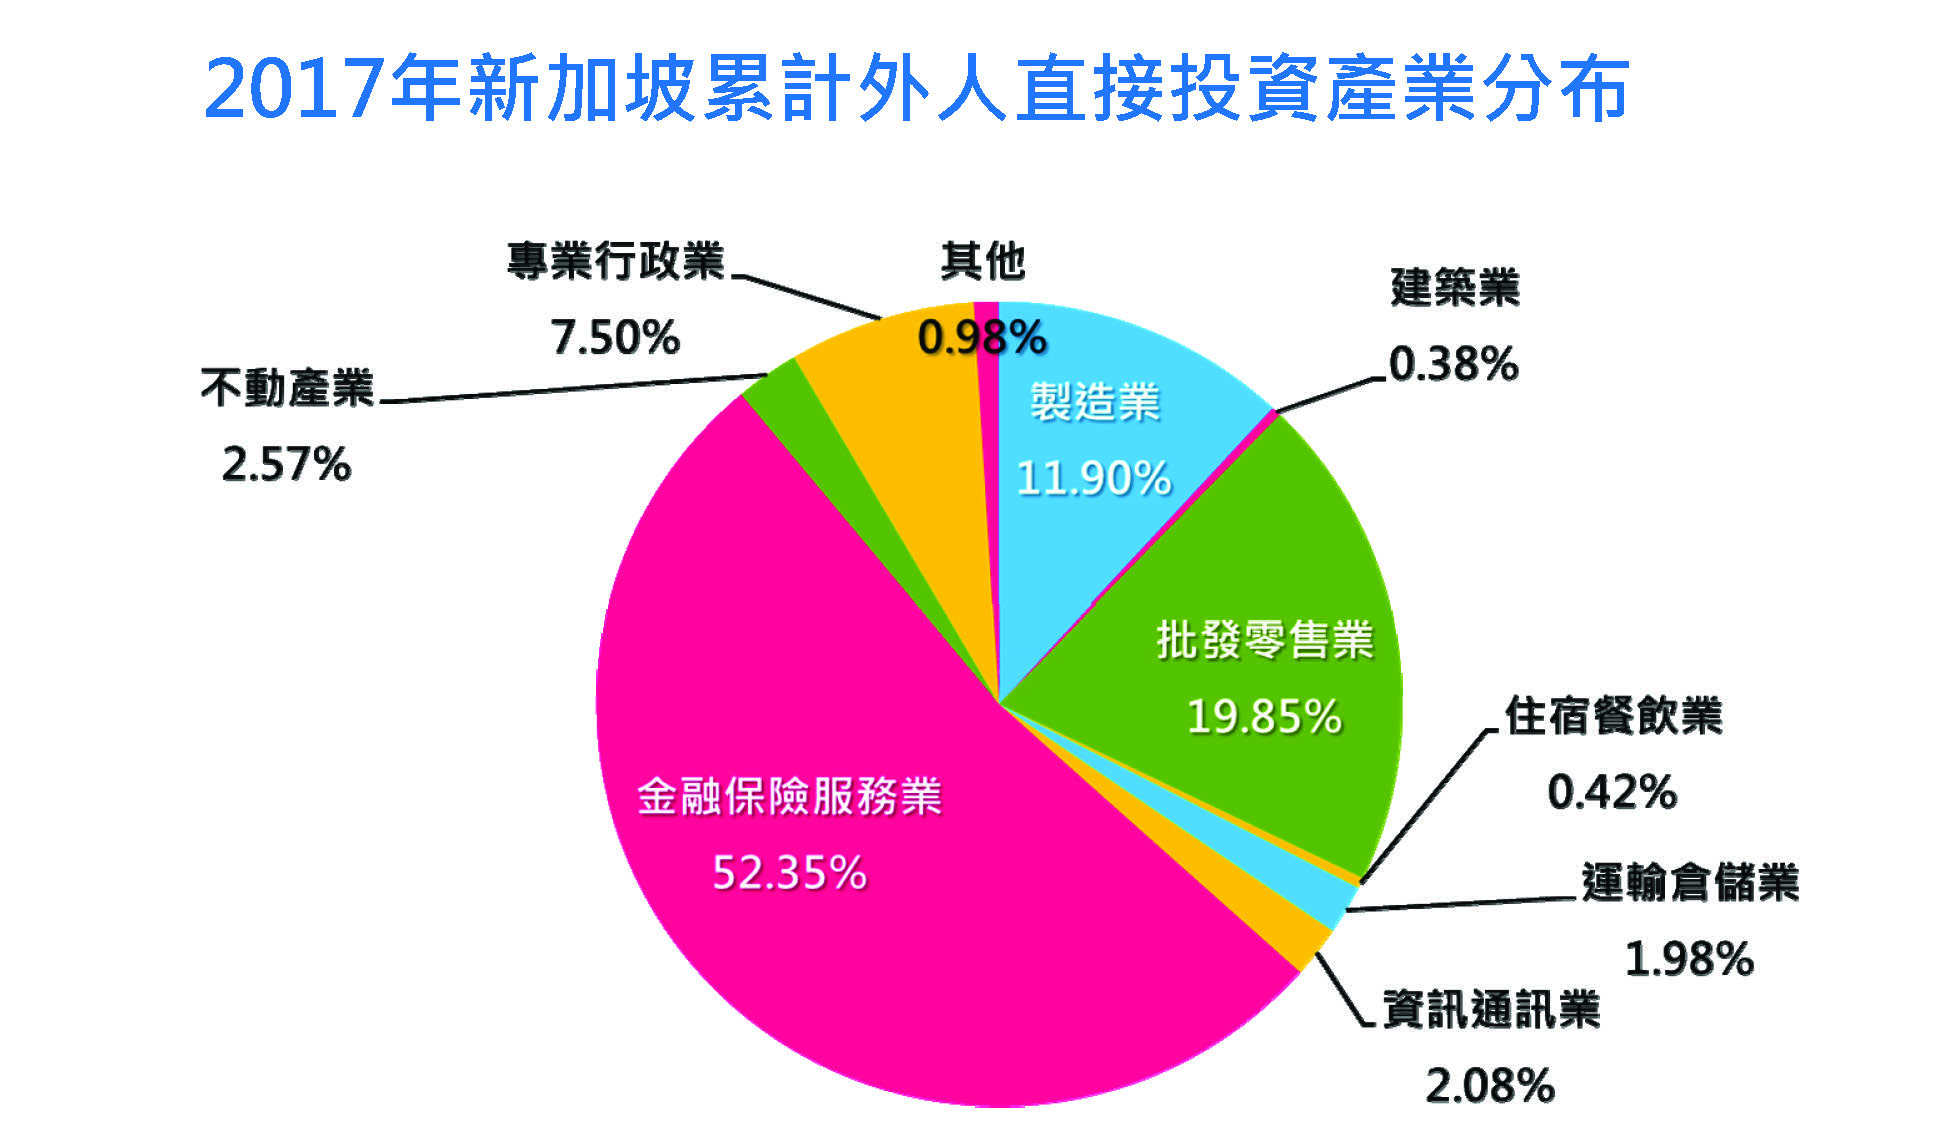 2017年新加坡累計外人直接投資產業分布
其他
0.98%
製造業
11.90%
建築業
0.38%
批發零售業
19.85%
住宿餐飲業
0.42%
運輸倉儲業
1.98%
資訊通訊業
2.08%
金融保險服務業
52.35%
不動產業
2.57%
專業行政業
7.50%